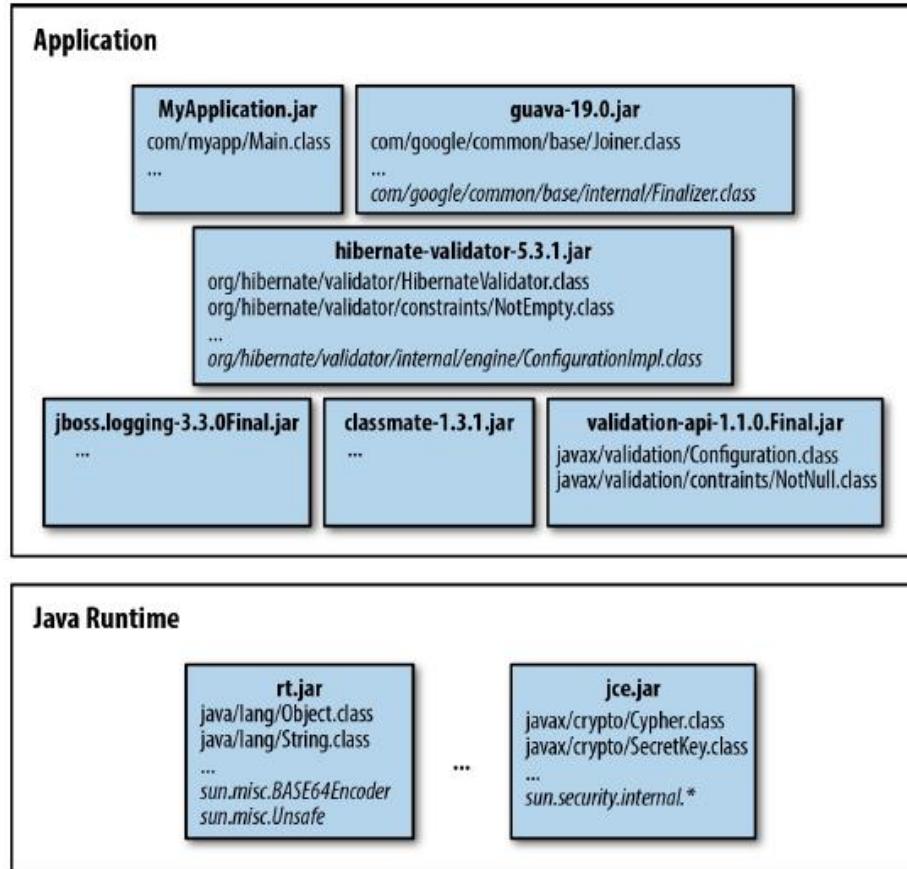 Application
MyApplication.jar
com/myapp/Main.class
...
guava-19.0.jar
com/google/common/base/Joiner.class
...
com/google/common/base/internal/Finalizer.class
hibernate-validator-5.3.1.jar
org/hibernate/validator/HibernateValidator.class
org/hibernate/validator/constraints/NotEmpty.class
...
org/hibernate/validator/internal/engine/ConfigurationImpl.class
jboss.logging-3.3.0Final.jar
...
classmate-1.3.1.jar
...
validation-api-1.1.0.Final.jar
javax/validation/Configuration.class
javax/validation/contraints/NotNull.class
Java Runtime
rt.jar
java/lang/Object.class
java/lang/String.class
...
sun.misc.BASE64Encoder
sun.misc.Unsafe
...
jce.jar
javax/crypto/Cypher.class
javax/crypto/SecretKey.class
...
sun.security.internal.*